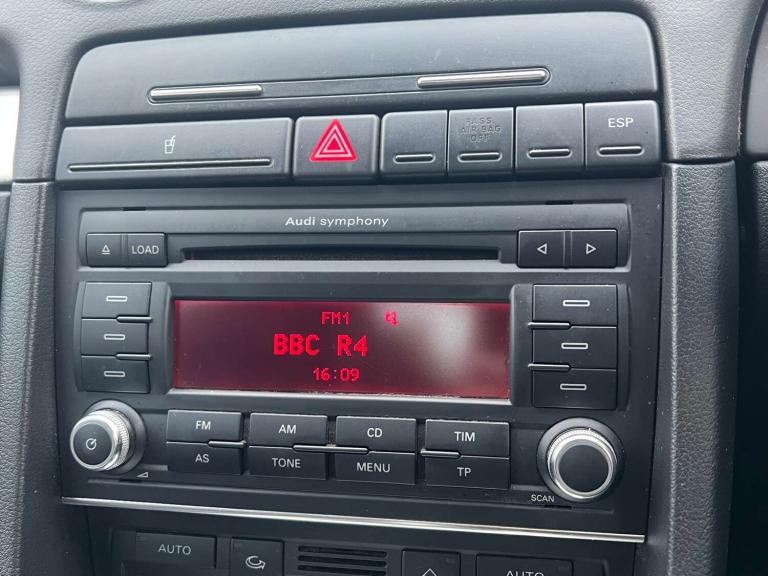 PASS.
AIR BAG
OFF
ESP
Audi symphony
LOAD
FM1
BBC R4
16:09
FM AM CD TIM
AS TONE MENU TP
SCAN
AUTO AUTO